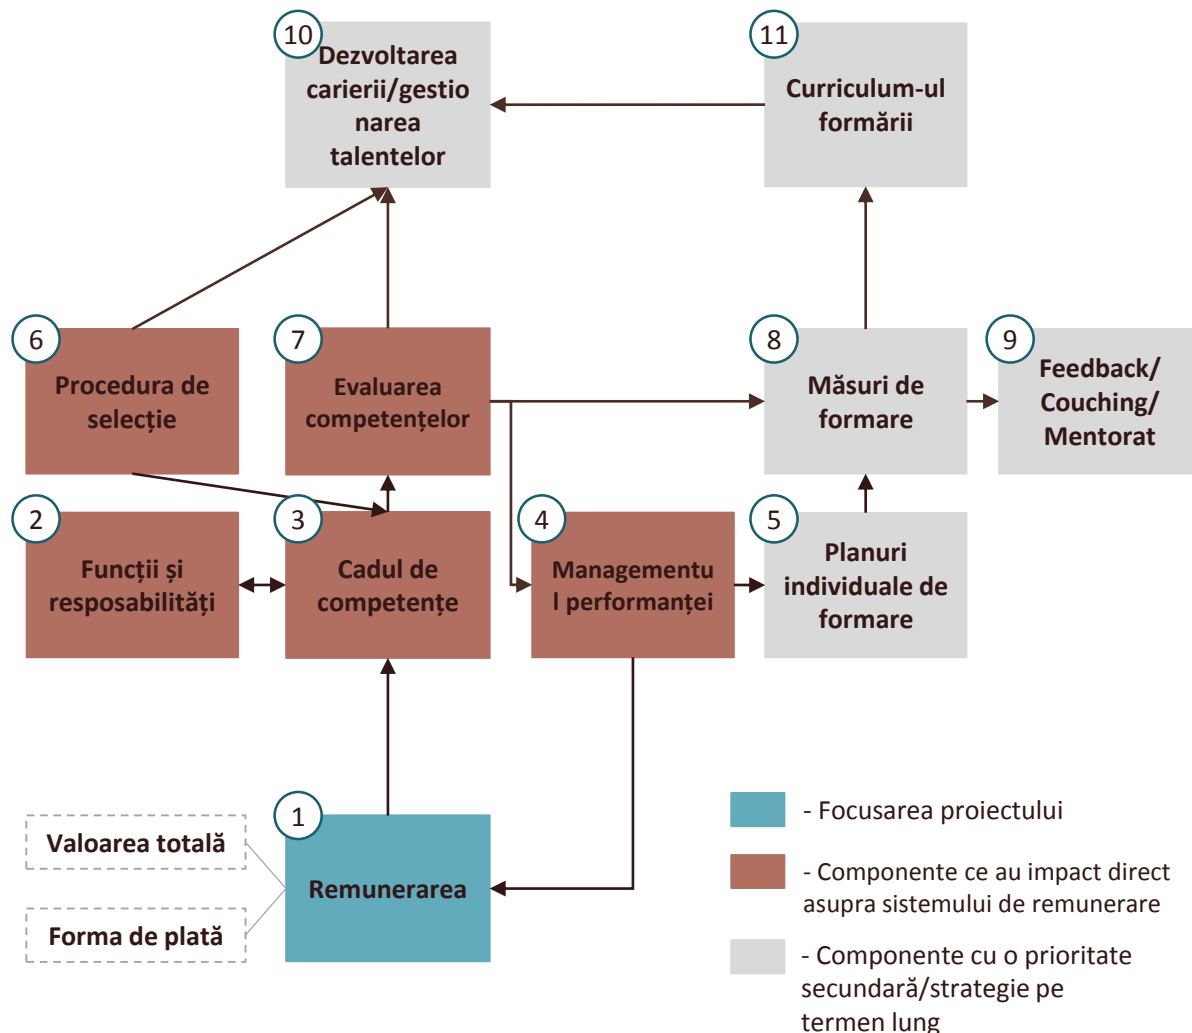 10
Dezvoltarea
carierii/gestio
narea
talentelor
11
Curriculum-ul
formării
6
Procedura de
selecție
7
Evaluarea
competențelor
8
Măsuri de
formare
9
Feedback/
Couching/
Mentorat
2
Funcții și
resposabilități
3
Cadul de
competențe
4
Managementu
l performanței
5
Planuri
individuale de
formare
1
Remunerarea
Valoarea totală
Forma de plată
- Focusarea proiectului
- Componente ce au impact direct
asupra sistemului de remunerare
- Componente cu o prioritate
secundară/strategie pe
termen lung